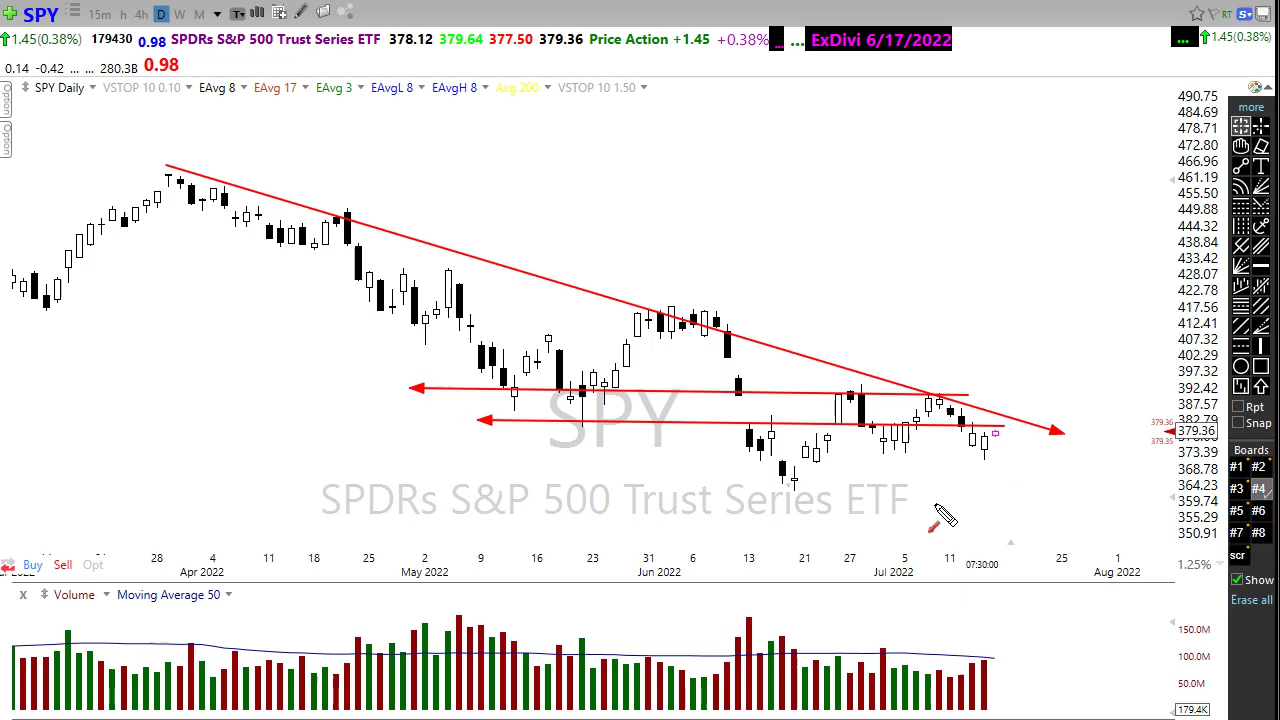 SPY 15m h 4h D W M T RT S
1.45(0.38%) 179430 0.98 SPDRs S&P 500 Trust Series ETF 378.12 379.64 377.50 379.36 Price Action +1.45 +0.38% ... ... ExDivi 6/17/2022 ... 1.45(0.38%)
0.14 -0.42 ... ... 280.3B 0.98
Option
Option
SPY Daily VSTOP 10 0.10 EAvg 8 EAvg 17 EAvg 3 EAvgL 8 EAvgH 8 Avg 200 VSTOP 10 1.50
490.75
484.69
478.71
472.80
466.96
461.19
455.50
449.88
444.32
438.84
433.42
428.07
422.78
417.56
412.41
407.32
402.29
397.32
392.42
387.57
382.79
379.36 379.36
379.35
373.39
368.78
364.23
359.74
355.29
350.91
more
Rpt
Snap
Boards
#1 #2
#3 #4
#5 #6
#7 #8
scr
Show
Erase all
SPY
SPDRs S&P 500 Trust Series ETF
28 4 11 18 25 2 9 16 23 31 6 13 21 27 5 11 25 1
Apr 2022 May 2022 Jun 2022 Jul 2022 07:30:00 Aug 2022
Buy Sell Opt 1.25%
x Volume Moving Average 50
150.0M
100.0M
50.0M
179.4K